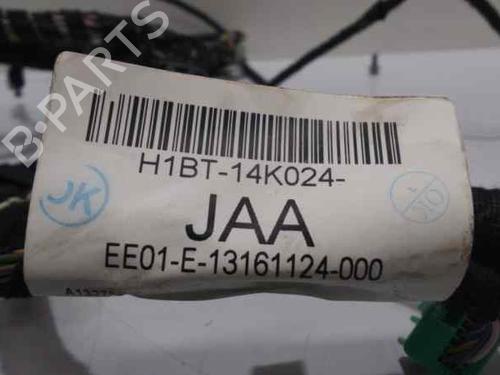 B-PARTS
H1BT-14K024-
JK
JAA
EE01-E-13161124-000